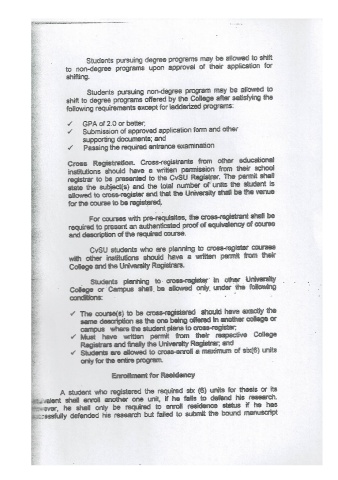 Students pursuing degree programs may be allowed to shift
to non-degree programs upon approval of their application for
shifting.
Students pursuing non-degree program may be allowed to
shift to degree programs offered by the College after satisfying the
following requirements except for ladderized programs:
✓ GPA of 2.0 or better;
✓ Submission of approved application form and other
supporting documents; and
✓ Passing the required entrance examination
Cross Registration. Cross-registrants from other educational
institutions should have a written permission from their school
registrar to be presented to the CvSU Registrar. The permit shall
state the subject(s) and the total number of units the student is
allowed to cross-register and that the University shall be the venue
for the course to be registered.
For courses with pre-requisites, the cross-registrant shall be
required to present an authenticated proof of equivalency of course
and description of the required course.
CvSU students who are planning to cross-register courses
with other institutions should have a written permit from their
College and the University Registrars.
Students planning to cross-register in other University
College or Campus shall be allowed only under the following
conditions:
✓ The course(s) to be cross-registered should have exactly the
same description as the one being offered in another college or
campus where the student plans to cross-register;
✓ Must have written permit from their respective College
Registrars and finally the University Registrar; and
✓ Students are allowed to cross-enroll a maximum of six(6) units
only for the entire program.
Enrollment for Residency
A student who registered the required six (6) units for thesis or its
shall enroll another one unit, if he fails to defend his research.
he shall only be required to enroll residence status if he has
defended his research but failed to submit the bound manuscript